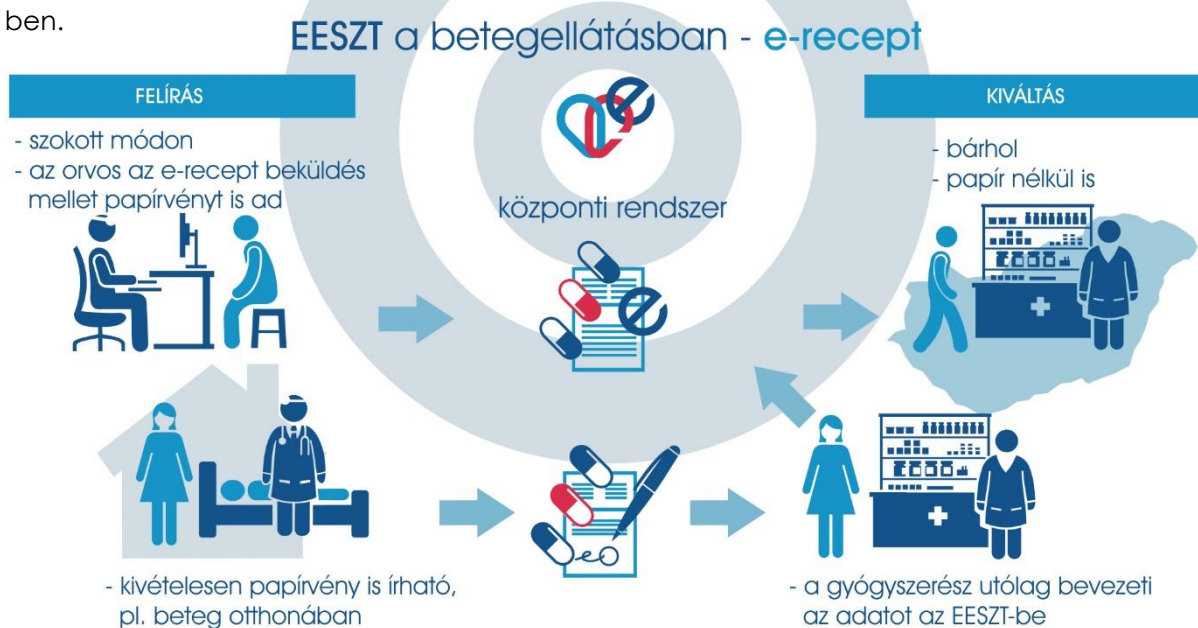 ben.
EESZT a betegellátásban - e-recept
FELÍRÁS
- szokott módon
- az orvos az e-recept beküldés
mellet papírvényt is ad
központi rendszer
KIVÁLTÁS
- bárhol
- papír nélkül is
- kivételesen papírvény is írható,
pl. beteg otthonában
- a gyógyszerész utólag bevezeti
az adatot az EESZT-be